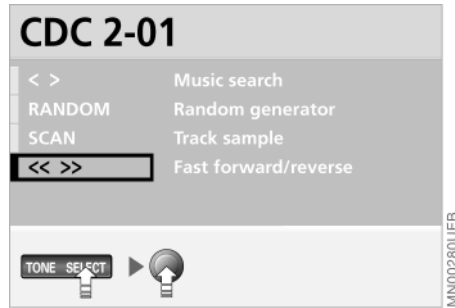 CDC 2-01
< > Music search
RANDOM Random generator
SCAN Track sample
<< >> Fast forward/reverse
TONE SELECT
MN00280UEB